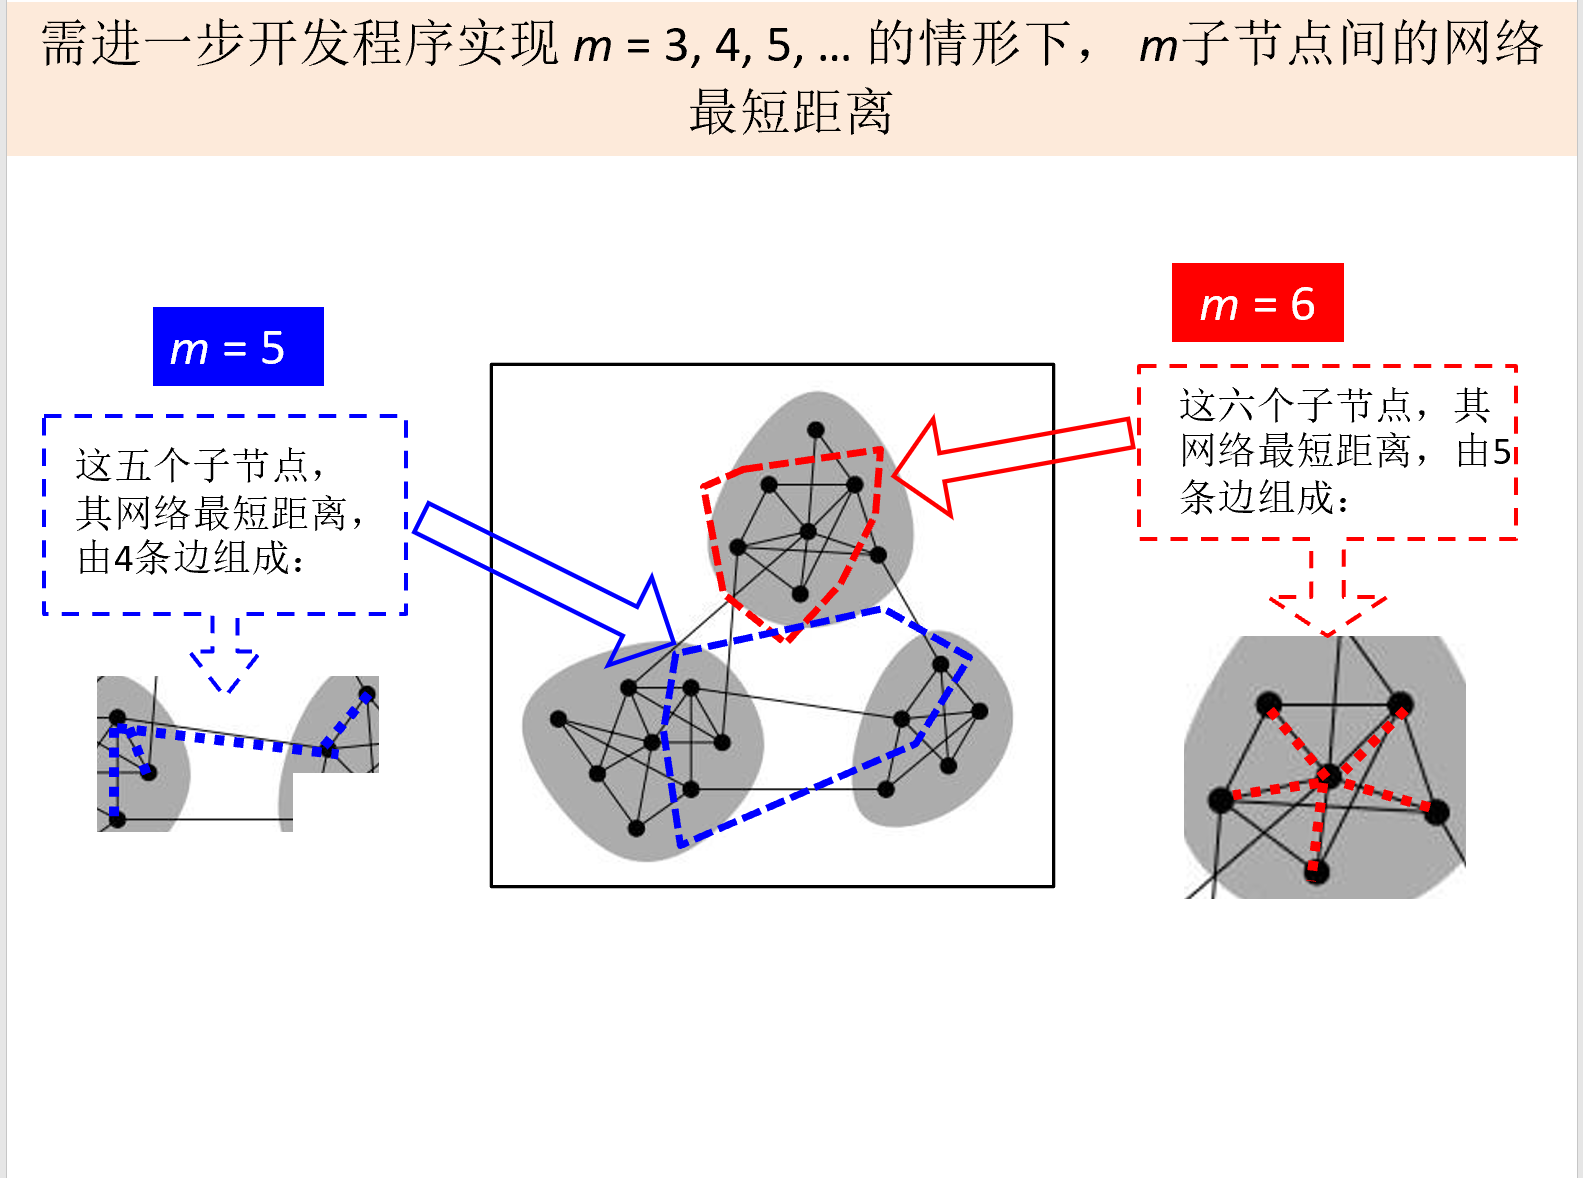 需进一步开发程序实现 m = 3, 4, 5, ... 的情形下， m子节点间的网络
最短距离
m = 5
这五个子节点，
其网络最短距离，
由4条边组成：
m = 6
这六个子节点，其
网络最短距离，由5
条边组成：